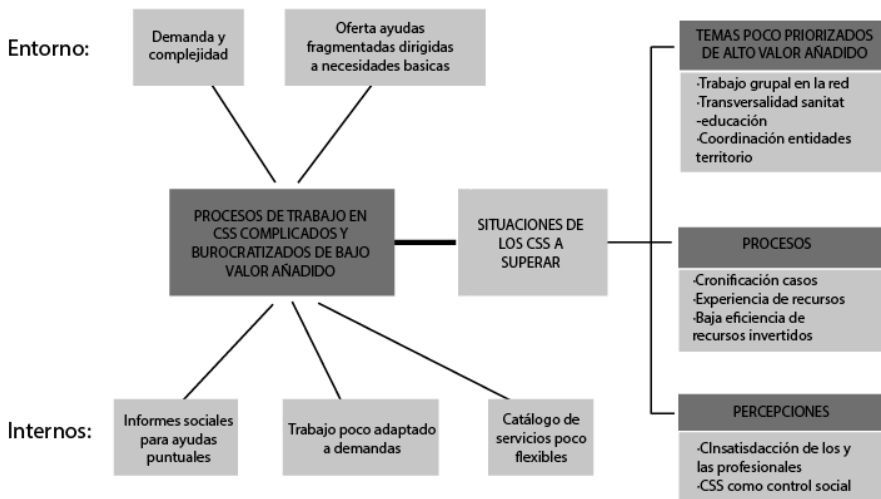 Entorno:
Demanda y
complejidad
Oferta ayudas
fragmentadas dirigidas
a necesidades basicas
PROCESOS DE TRABAJO EN
CSS COMPLICADOS Y
BUROCRATIZADOS DE BAJO
VALOR AÑADIDO
SITUACIONES DE
LOS CSS A
SUPERAR
TEMAS POCO PRIORIZADOS
DE ALTO VALOR AÑADIDO
·Trabajo grupal en la red
·Transversalidad sanitat
-educación
·Coordinación entidades
territorio
PROCESOS
·Cronificación casos
·Experiencia de recursos
·Baja eficiencia de
recursos invertidos
PERCEPCIONES
·CInsatisdacción de los y
las profesionales
·CSS como control social
Internos:
Informes sociales
para ayudas
puntuales
Trabajo poco adaptado
a demandas
Catálogo de
servicios poco
flexibles